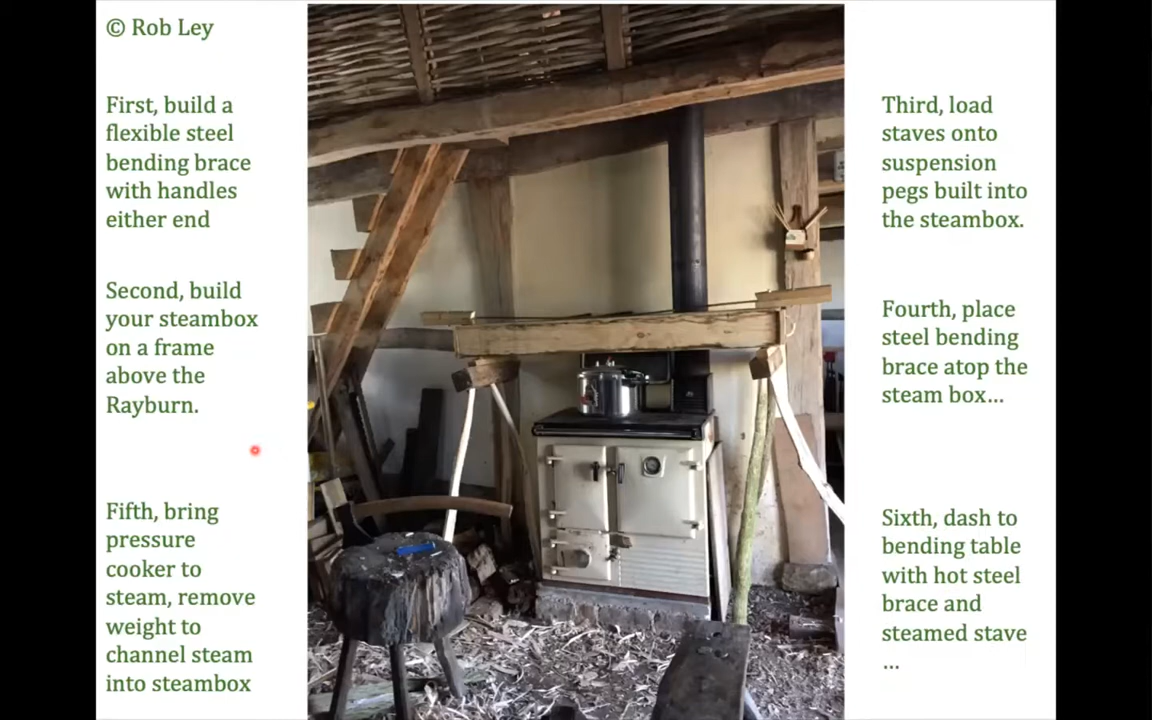 © Rob Ley
First, build a
flexible steel
bending brace
with handles
either end
Second, build
your steambox
on a frame
above the
Rayburn.
Third, load
staves onto
suspension
pegs built into
the steambox.
Fourth, place
steel bending
brace atop the
steam box…
Fifth, bring
pressure
cooker to
steam, remove
weight to
channel steam
into steambox
Sixth, dash to
bending table
with hot steel
brace and
steamed stave
…